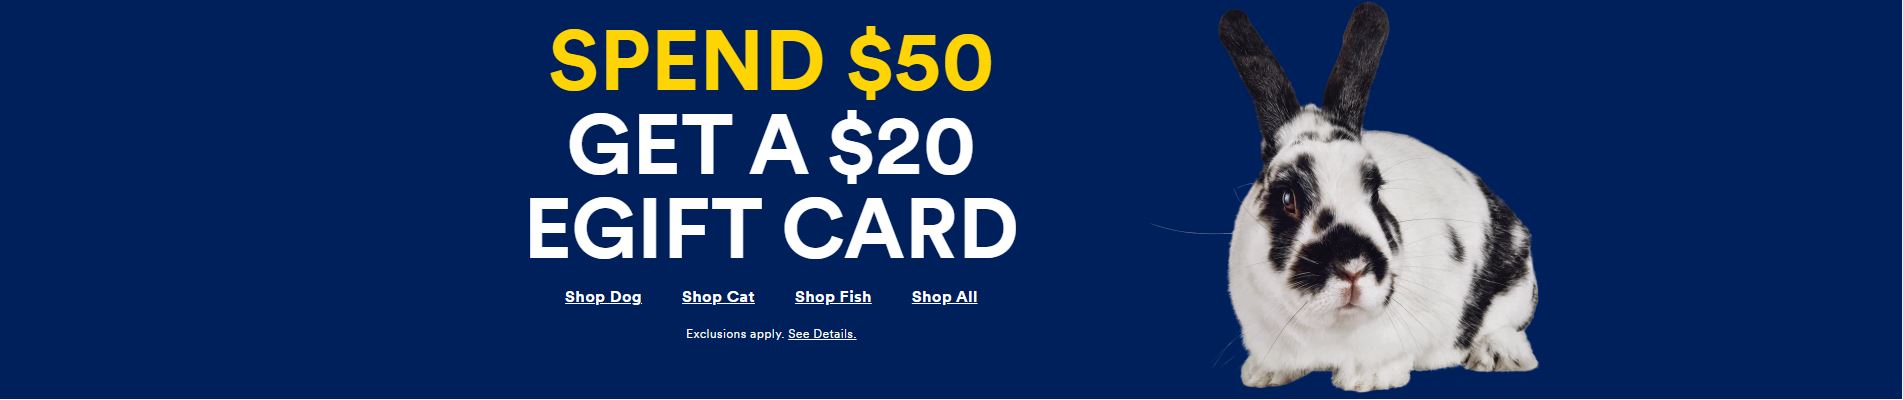 SPEND $50
GET A $20
EGIFT CARD
Shop Dog Shop Cat Shop Fish Shop All
Exclusions apply. See Details.